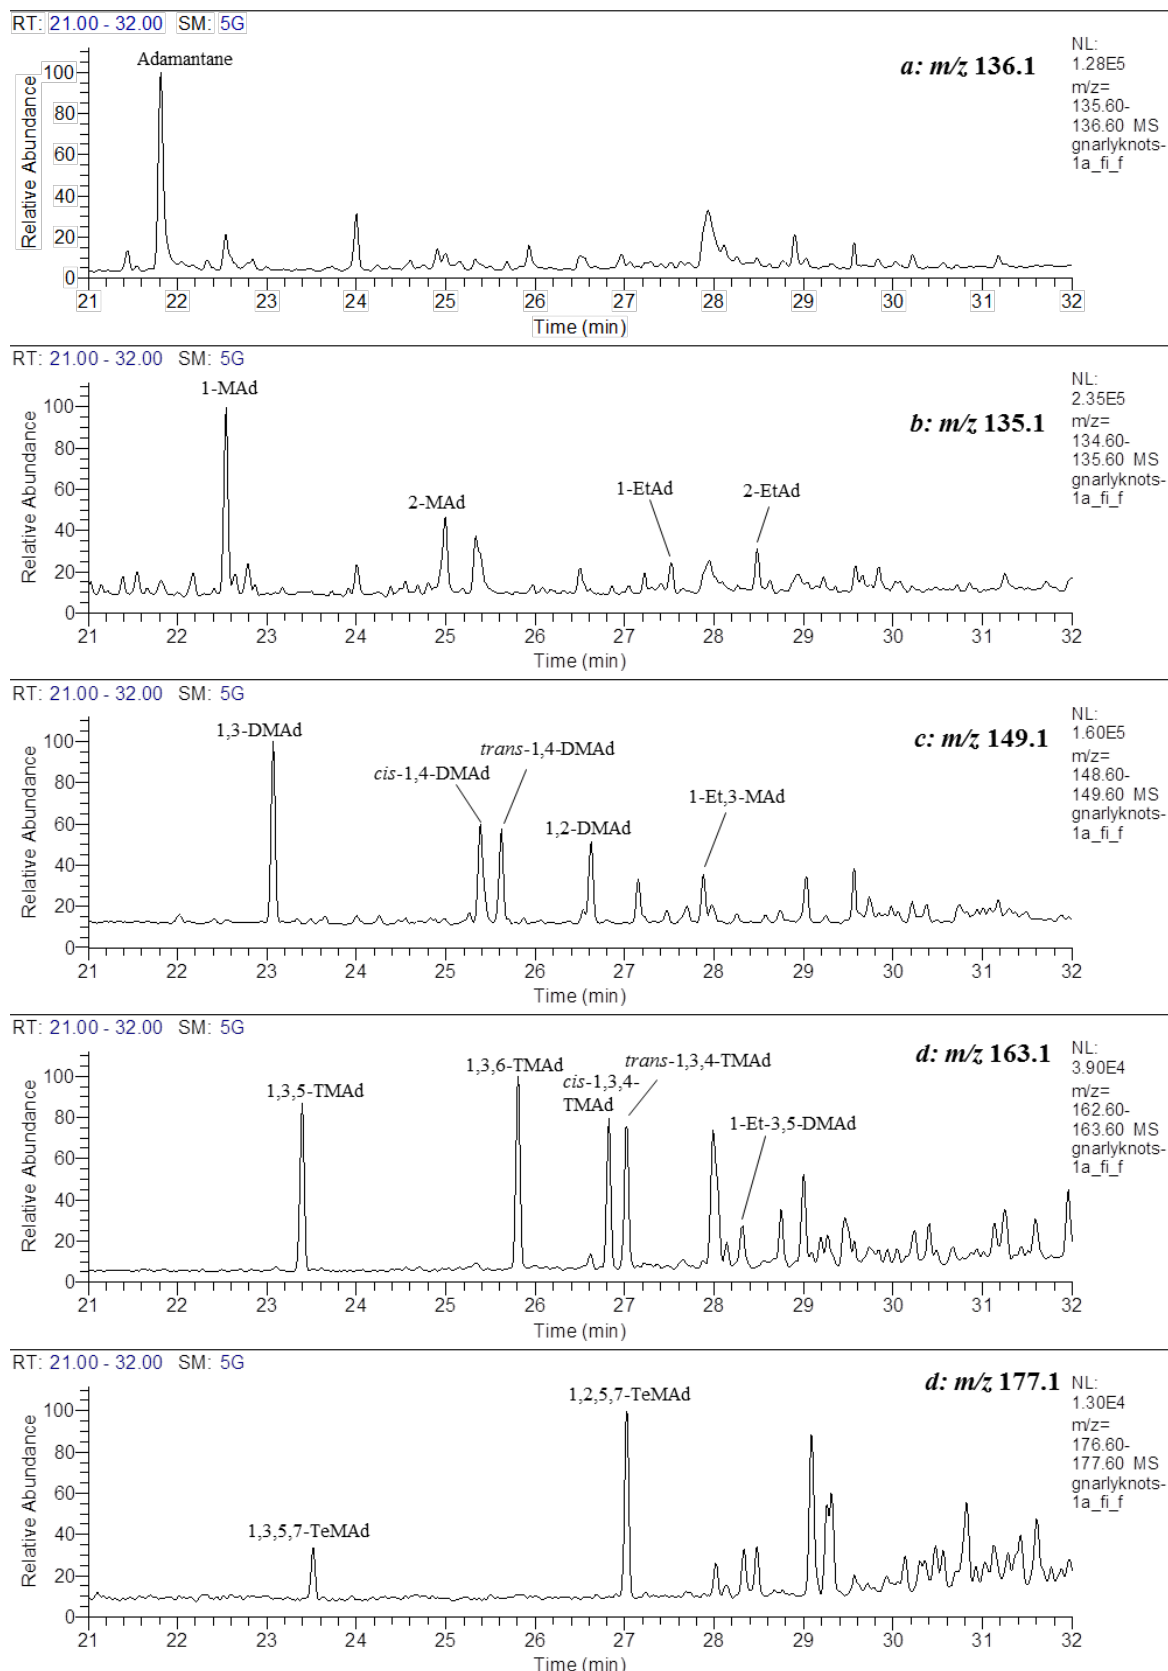 RT: 21.00 - 32.00 SM: 5G
Adamantane
a: m/z 136.1
NL:
1.28E5
m/z=
135.60-
136.60 MS
gnarlyknots-
1a_fi_f
Relative Abundance
100
80
60
40
20
0
21 22 23 24 25 26 27 28 29 30 31 32
Time (min)
RT: 21.00 - 32.00 SM: 5G
1-MAd
2-MAd
1-EtAd
2-EtAd
b: m/z 135.1
NL:
2.35E5
m/z=
134.60-
135.60 MS
gnarlyknots-
1a_fi_f
Relative Abundance
100
80
60
40
20
0
21 22 23 24 25 26 27 28 29 30 31 32
Time (min)
RT: 21.00 - 32.00 SM: 5G
1,3-DMAd
cis-1,4-DMAd
trans-1,4-DMAd
1,2-DMAd
1-Et,3-MAd
c: m/z 149.1
NL:
1.60E5
m/z=
148.60-
149.60 MS
gnarlyknots-
1a_fi_f
Relative Abundance
100
80
60
40
20
0
21 22 23 24 25 26 27 28 29 30 31 32
Time (min)
RT: 21.00 - 32.00 SM: 5G
1,3,5-TMAd
1,3,6-TMAd
cis-1,3,4-
TMAd
trans-1,3,4-TMAd
1-Et-3,5-DMAd
d: m/z 163.1
NL:
3.90E4
m/z=
162.60-
163.60 MS
gnarlyknots-
1a_fi_f
Relative Abundance
100
80
60
40
20
0
21 22 23 24 25 26 27 28 29 30 31 32
Time (min)
RT: 21.00 - 32.00 SM: 5G
1,3,5,7-TeMAd
1,2,5,7-TeMAd
d: m/z 177.1
NL:
1.30E4
m/z=
176.60-
177.60 MS
gnarlyknots-
1a_fi_f
Relative Abundance
100
80
60
40
20
0
21 22 23 24 25 26 27 28 29 30 31 32
Time (min)